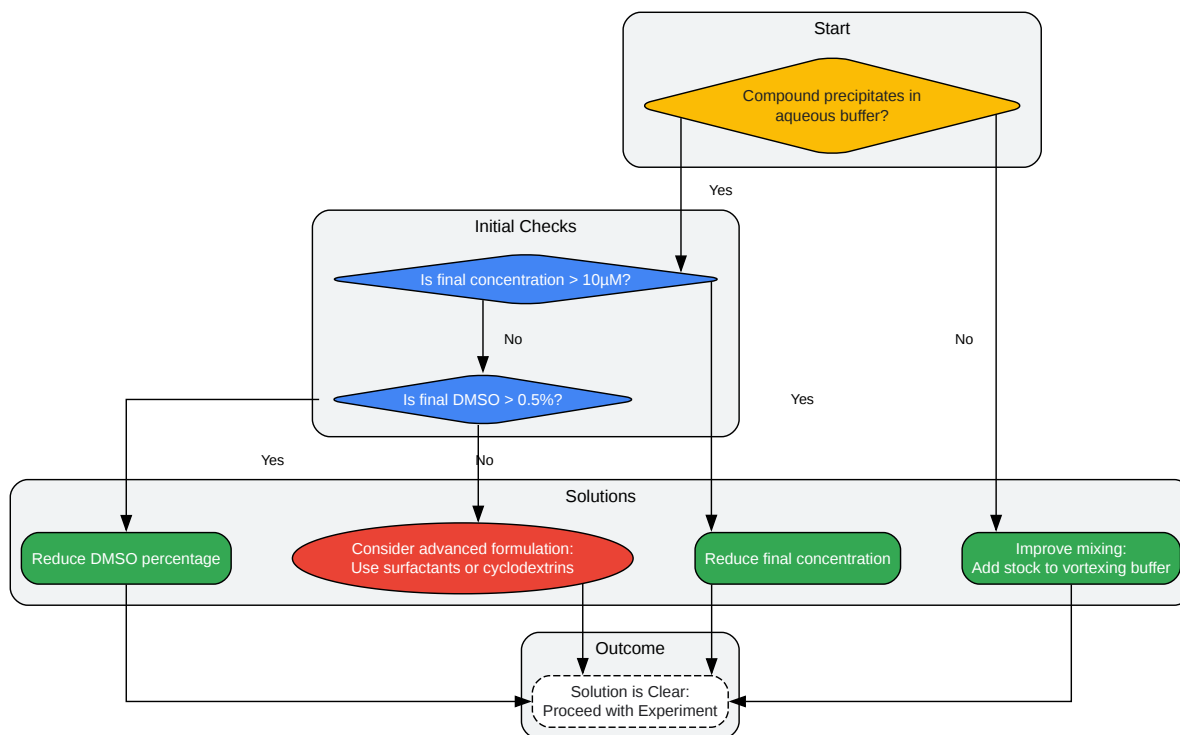 Start
Compound precipitates in
aqueous buffer?
Yes
Initial Checks
Is final concentration > 10µM?
No
No
Is final DMSO > 0.5%?
Yes
Yes
No
Solutions
Reduce DMSO percentage
Consider advanced formulation:
Use surfactants or cyclodextrins
Reduce final concentration
Improve mixing:
Add stock to vortexing buffer
Outcome
Solution is Clear:
Proceed with Experiment